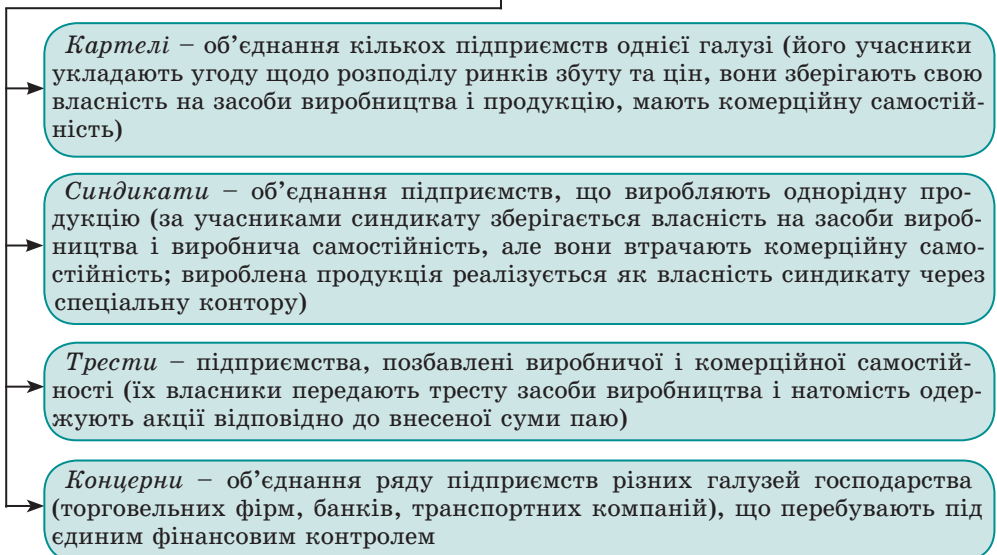 Картелі – об’єднання кількох підприємств однієї галузі (його учасники
укладають угоду щодо розподілу ринків збуту та цін, вони зберігають свою
власність на засоби виробництва і продукцію, мають комерційну самостій-
ність)
Синдикати – об’єднання підприємств, що виробляють однорідну про-
дукцію (за учасниками синдикату зберігається власність на засоби вироб-
ництва і виробнича самостійність, але вони втрачають комерційну само-
стійність; вироблена продукція реалізується як власність синдикату через
спеціальну контору)
Трести – підприємства, позбавлені виробничої і комерційної самостій-
ності (їх власники передають тресту засоби виробництва і натомість одер-
жують акції відповідно до внесеної суми паю)
Концерни – об’єднання ряду підприємств різних галузей господарства
(торговельних фірм, банків, транспортних компаній), що перебувають під
єдиним фінансовим контролем